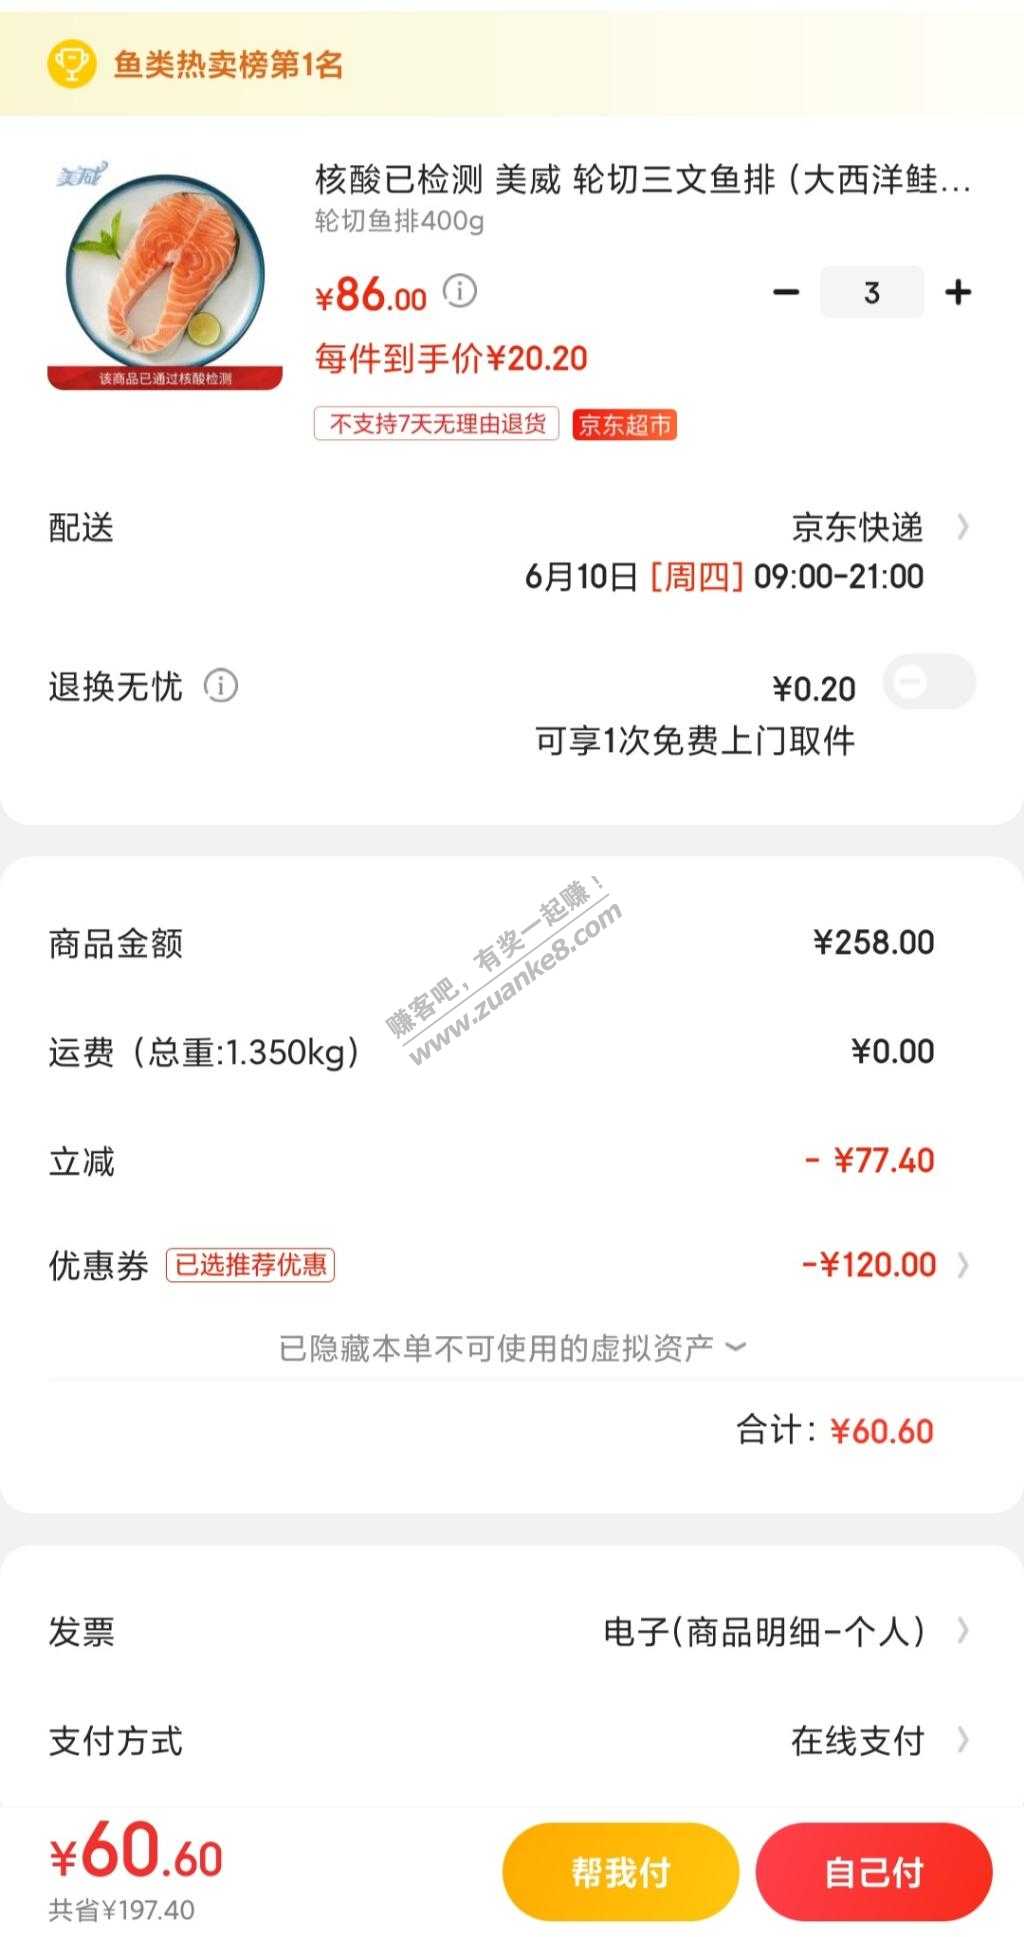 鱼类热卖榜第1名
美威
核酸已检测 美威 轮切三文鱼排（大西洋鲑...
轮切鱼排400g
¥86.00
3
每件到手价¥20.20
该商品已通过核酸检测
不支持7天无理由退货 京东超市
配送 京东快递
6月10日 [周四] 09:00-21:00
退换无忧 ¥0.20
可享1次免费上门取件
赚客吧，有奖一起赚！
www.zuanke8.com
商品金额 ¥258.00
运费（总重:1.350kg） ¥0.00
立减 - ¥77.40
优惠券 已选推荐优惠 -¥120.00
已隐藏本单不可使用的虚拟资产
合计：¥60.60
发票 电子(商品明细-个人)
支付方式 在线支付
¥60.60
共省¥197.40
帮我付 自己付